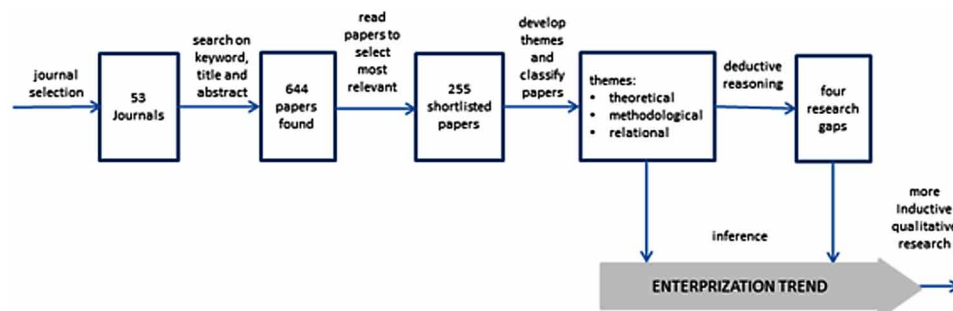 journal
selection
53
Journals
search on
keyword,
title and
abstract
644
papers
found
read
papers to
select
most
relevant
255
shortlisted
papers
develop
themes
and
classify
papers
themes:
• theoretical
• methodological
• relational
deductive
reasoning
four
research
gaps
inference
more
Inductive
qualitative
research
ENTERPRIZATION TREND